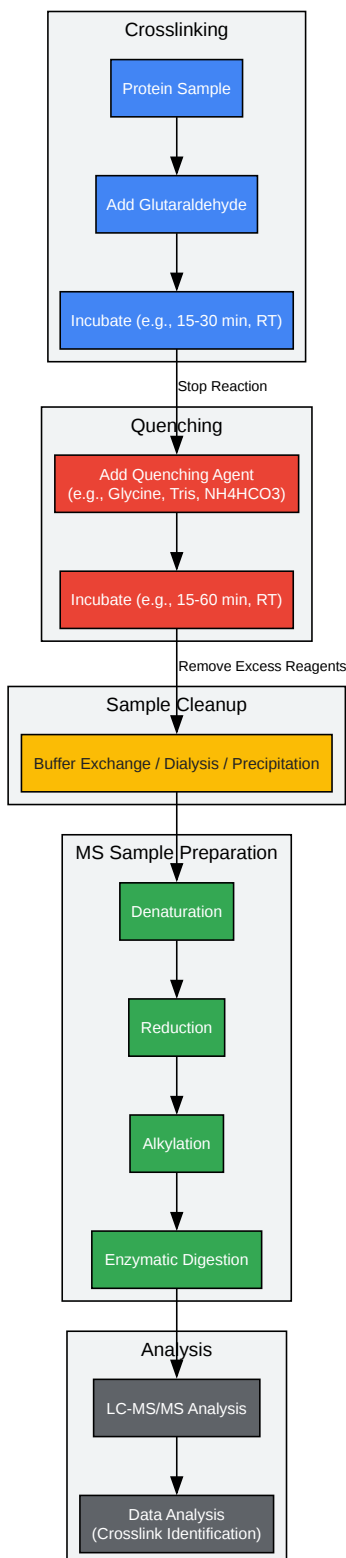 Crosslinking
Protein Sample
Add Glutaraldehyde
Incubate (e.g., 15-30 min, RT)
Stop Reaction
Quenching
Add Quenching Agent
(e.g., Glycine, Tris, NH4HCO3)
Incubate (e.g., 15-60 min, RT)
Remove Excess Reagents
Sample Cleanup
Buffer Exchange / Dialysis / Precipitation
MS Sample Preparation
Denaturation
Reduction
Alkylation
Enzymatic Digestion
Analysis
LC-MS/MS Analysis
Data Analysis
(Crosslink Identification)